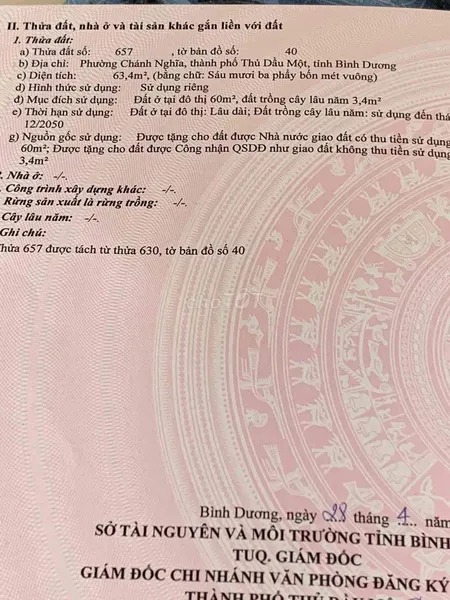 II. Thửa đất, nhà ở và tài sản khác gắn liền với đất
1. Thửa đất:
a) Thửa đất số: 657 , tờ bản đồ số: 40
b) Địa chỉ: Phường Chánh Nghĩa, thành phố Thủ Dầu Một, tỉnh Bình Dương
c) Diện tích: 63,4m², (bằng chữ: Sáu mươi ba phẩy bốn mét vuông)
d) Hình thức sử dụng: Sử dụng riêng
đ) Mục đích sử dụng: Đất ở tại đô thị 60m², đất trồng cây lâu năm 3,4m²
e) Thời hạn sử dụng: Đất ở tại đô thị: Lâu dài; Đất trồng cây lâu năm: sử dụng đến thá
12/2050
g) Nguồn gốc sử dụng: Được tặng cho đất được Nhà nước giao đất có thu tiền sử dụng
60m²; Được tặng cho đất được Công nhận QSDĐ như giao đất không thu tiền sử dụng
3,4m²
2. Nhà ở: -/-.
. Công trình xây dựng khác: -/-.
Rừng sản xuất là rừng trồng: -/-.
Cây lâu năm: -/-.
Ghi chú:
Thửa 657 được tách từ thửa 630, tờ bản đồ số 40
chợ TỐT
Bình Dương, ngày 28 tháng 1.. năm
SỞ TÀI NGUYÊN VÀ MÔI TRƯỜNG TỈNH BÌNH
TUQ. GIÁM ĐỐC
GIÁM ĐỐC CHI NHÁNH VĂN PHÒNG ĐĂNG KÝ
THÀNH PHỐ THỦ DẦU MỘT